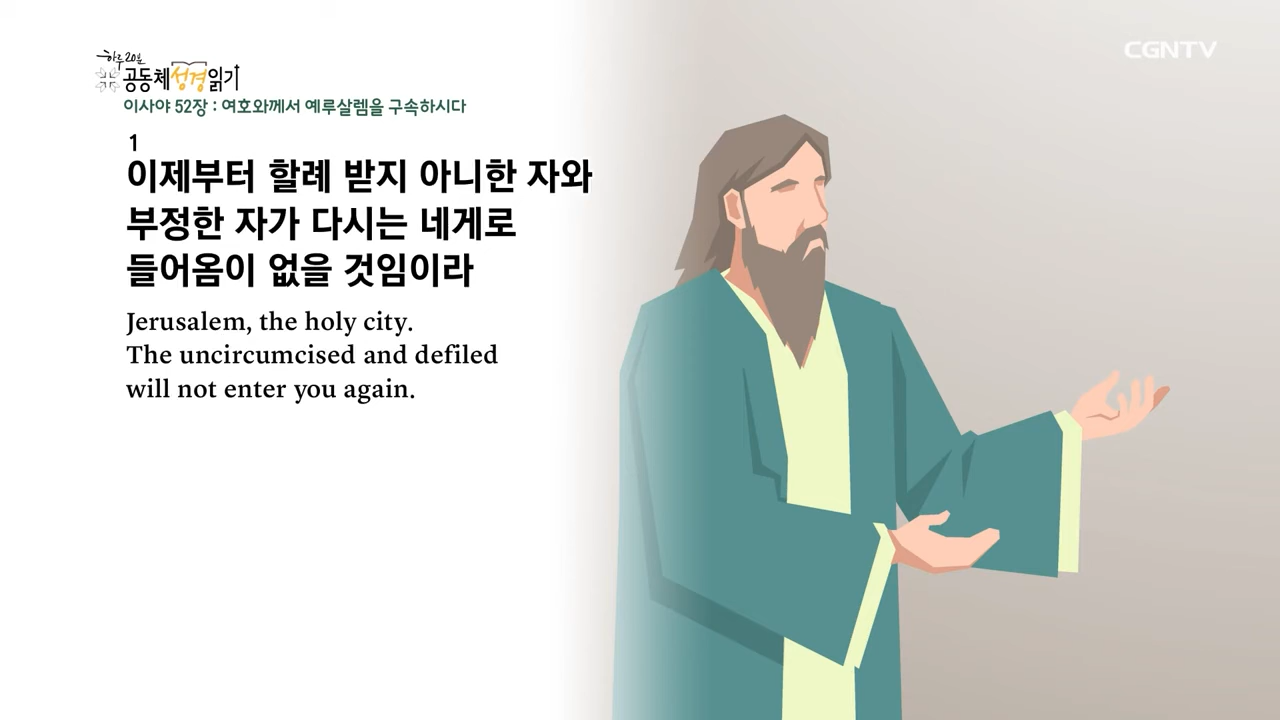 하루 20분
CGNTV
공동체성경읽기
이사야 52장 : 여호와께서 예루살렘을 구속하시다
1
이제부터 할례 받지 아니한 자와
부정한 자가 다시는 네게로
들어옴이 없을 것임이라
Jerusalem, the holy city.
The uncircumcised and defiled
will not enter you again.